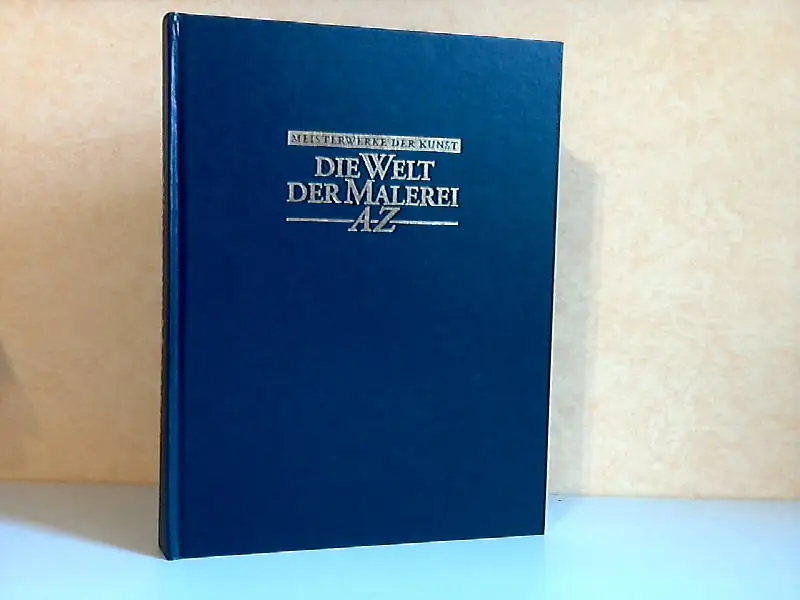 MEISTERWERKE DER KUNST
DIE WELT
DER MALEREI
A-Z